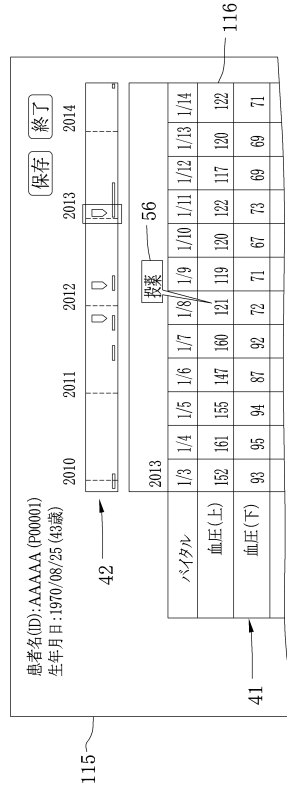 患者名(ID):AAAAA (P00001)
生年月日:1970/08/25 (43歳)
保存 終了
2010 2011 2012 2013 2014
42
2013
投薬
56
バイタル 1/3 1/4 1/5 1/6 1/7 1/8 1/9 1/10 1/11 1/12 1/13 1/14
血圧(上) 152 161 155 147 160 121 119 120 122 117 120 122
血圧(下) 93 95 94 87 92 72 71 67 73 69 69 71
41
115
116